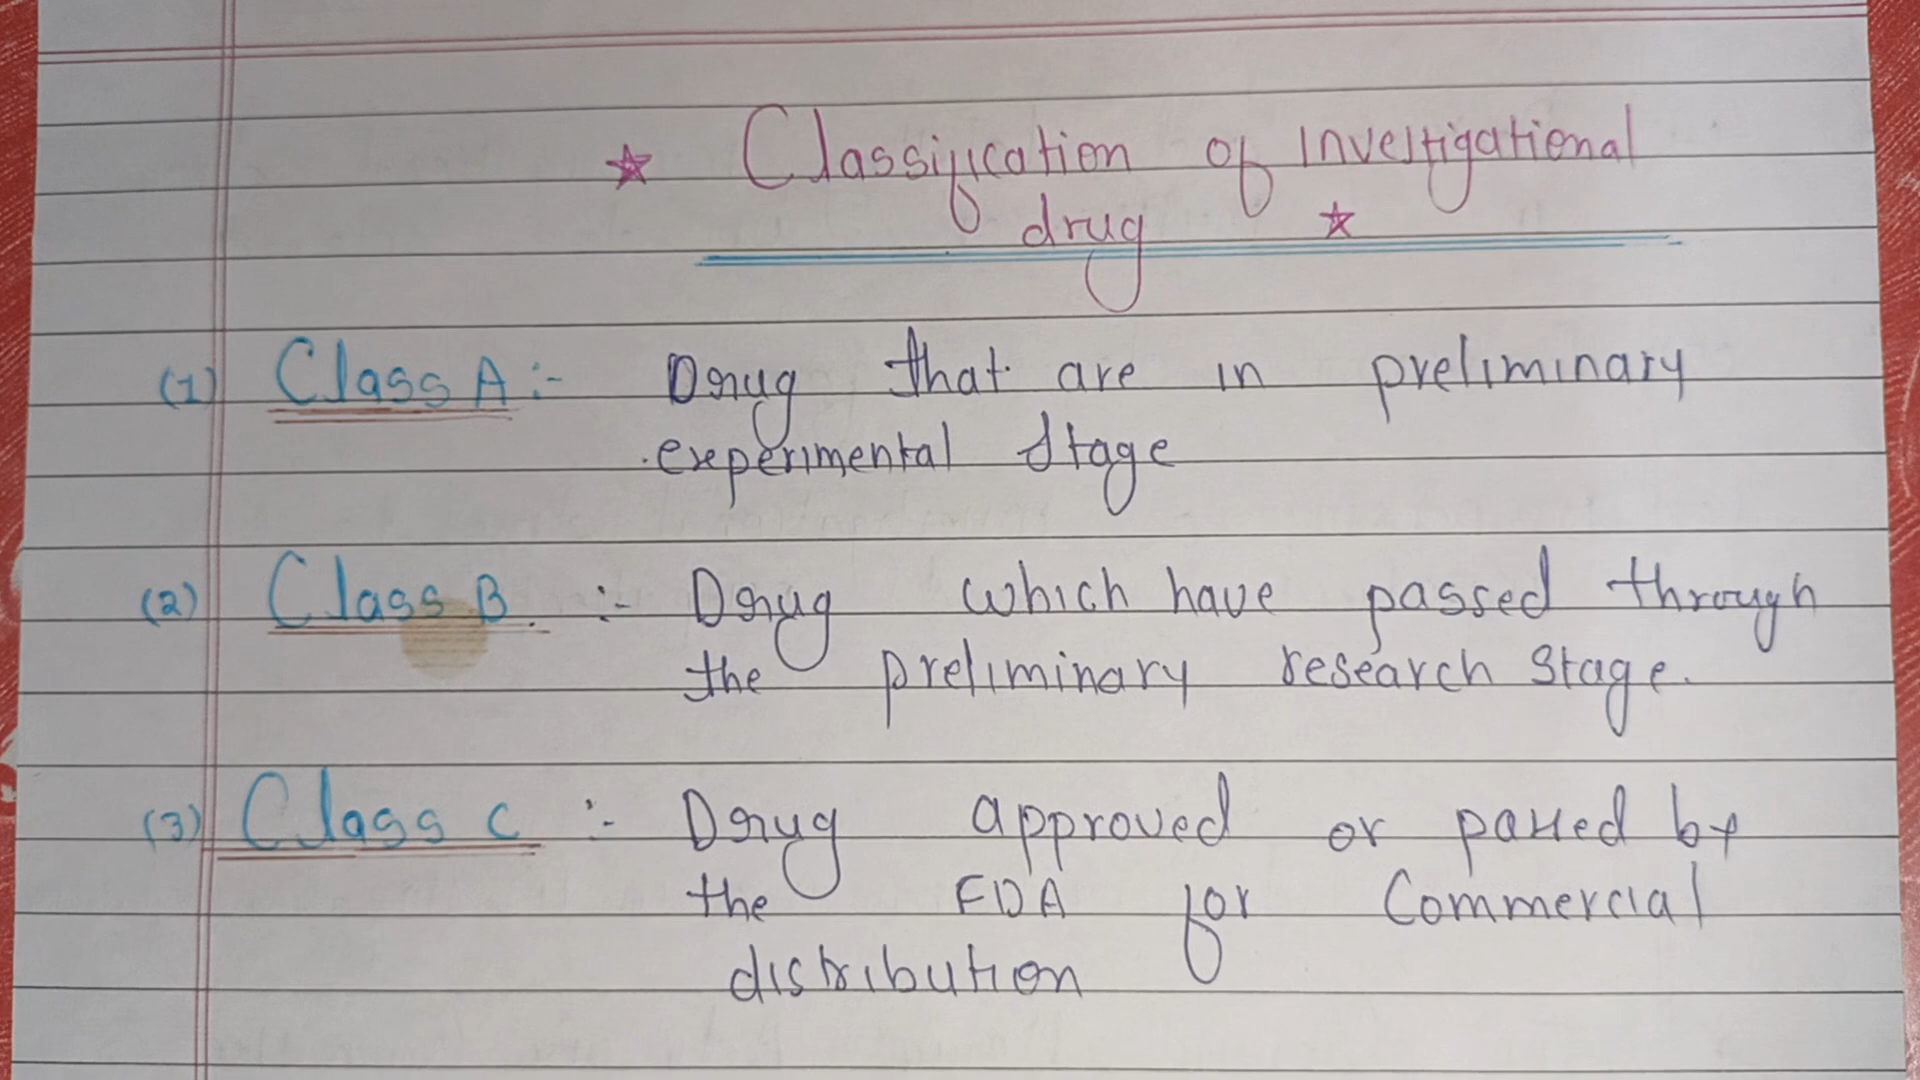 ★ Classification of Investigational
drug ★
(1) Class A :- Drug that are in preliminary
experimental Stage
(2) Class B. :- Drug which have passed through
the preliminary research Stage.
(3) Class C :- Drug approved or passed by
the FDA for Commercial
distribution